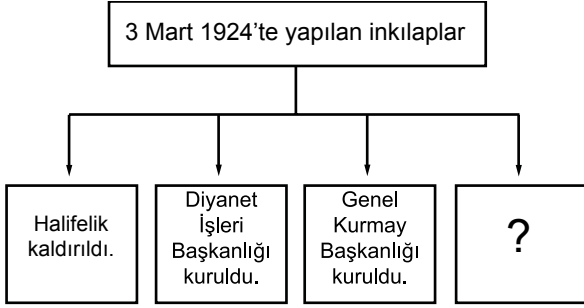 3 Mart 1924’te yapılan inkılaplar
Halifelik
kaldırıldı.
Diyanet
İşleri
Başkanlığı
kuruldu.
Genel
Kurmay
Başkanlığı
kuruldu.
?